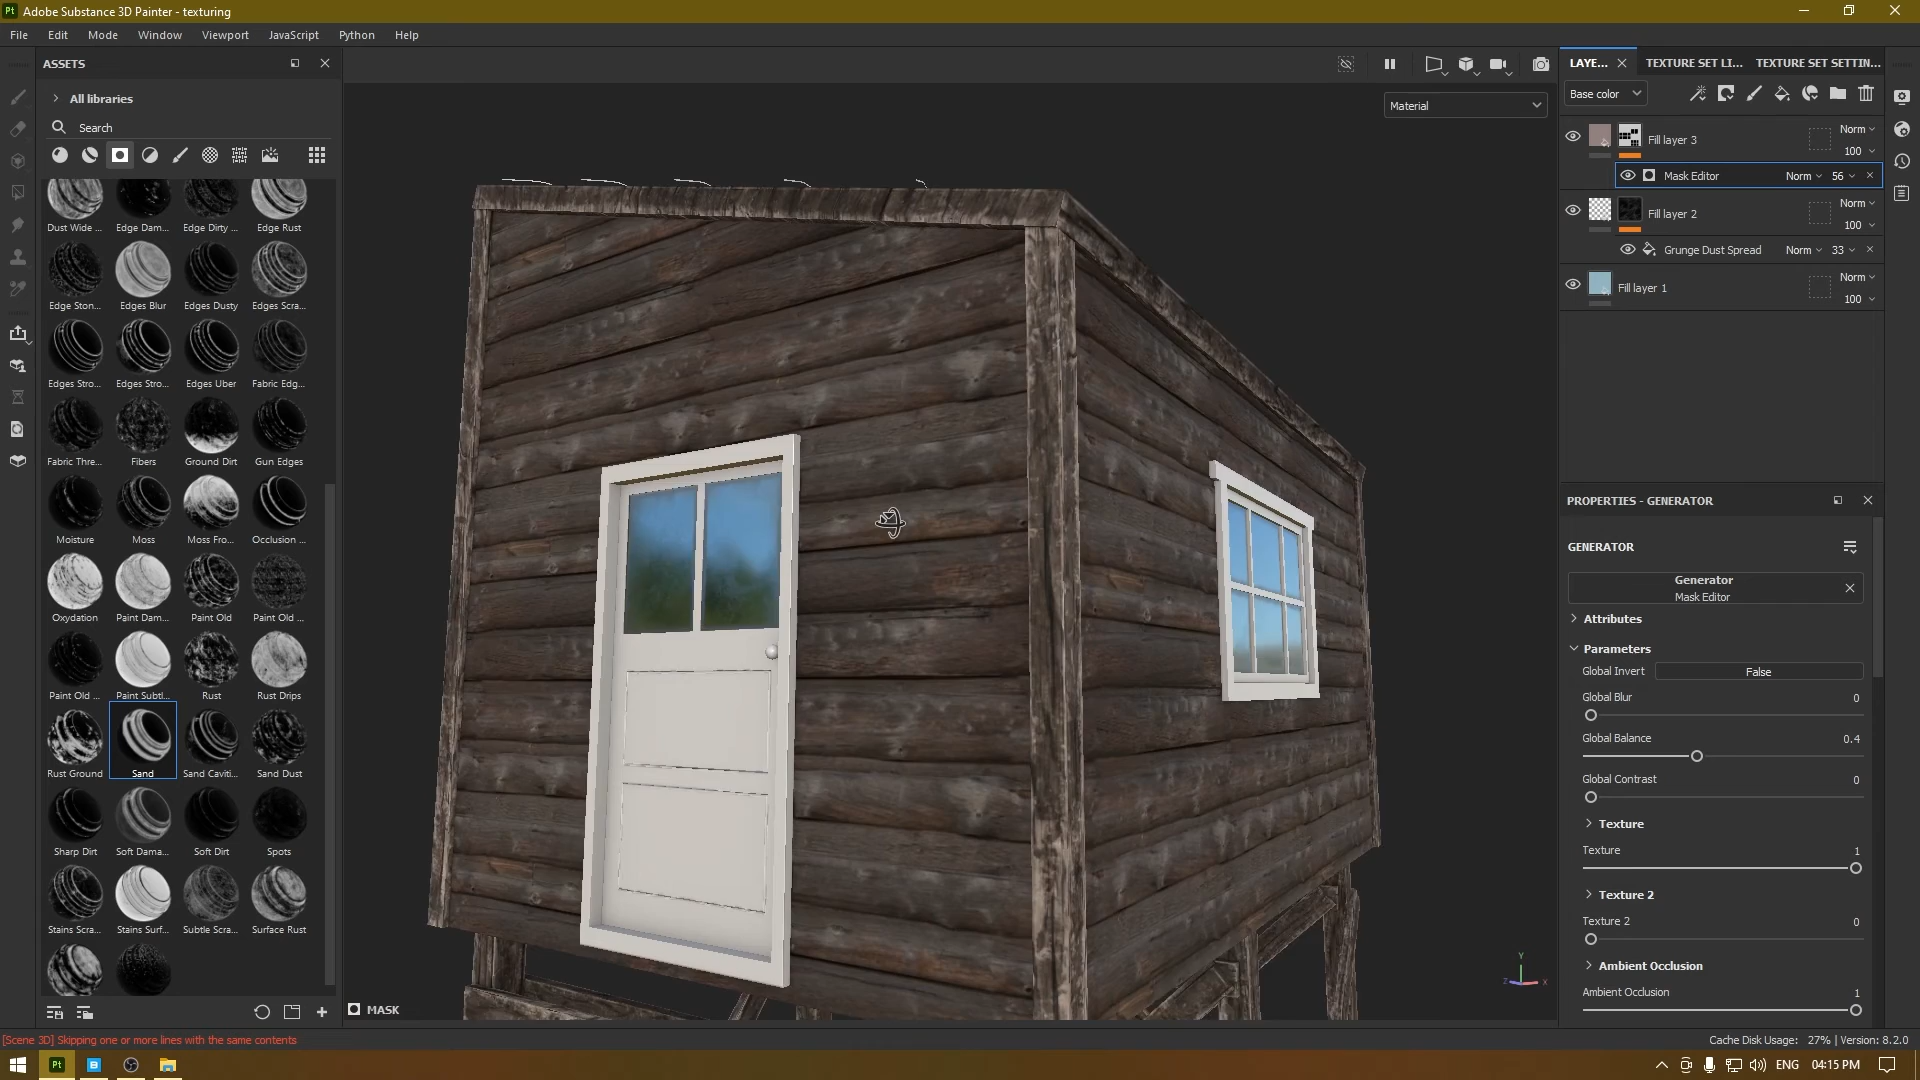 Pt Adobe Substance 3D Painter - texturing
File Edit Mode Window Viewport JavaScript Python Help
ASSETS
All libraries
Search
Dust Wide ... Edge Dam... Edge Dirty ... Edge Rust
Edge Ston... Edges Blur Edges Dusty Edges Scra...
Edges Stro... Edges Stro... Edges Uber Fabric Edg...
Fabric Thre... Fibers Ground Dirt Gun Edges
Moisture Moss Moss Fro... Occlusion ...
Oxydation Paint Dam... Paint Old Paint Old ...
Paint Old ... Paint Subtl... Rust Rust Drips
Rust Ground Sand Sand Caviti... Sand Dust
Sharp Dirt Soft Dama... Soft Dirt Spots
Stains Scra... Stains Surf... Subtle Scra... Surface Rust
Material
MASK
Y
Z X
LAYE... TEXTURE SET LI... TEXTURE SET SETTIN...
Base color
Fill layer 3 Norm
100
Mask Editor Norm 56
Fill layer 2 Norm
100
Grunge Dust Spread Norm 33
Fill layer 1 Norm
100
PROPERTIES - GENERATOR
GENERATOR
Generator
Mask Editor
Attributes
Parameters
Global Invert False
Global Blur 0
Global Balance 0.4
Global Contrast 0
Texture
Texture 1
Texture 2
Texture 2 0
Ambient Occlusion
Ambient Occlusion 1
[Scene 3D] Skipping one or more lines with the same contents
Cache Disk Usage: 27% | Version: 8.2.0
Pt ENG 04:15 PM